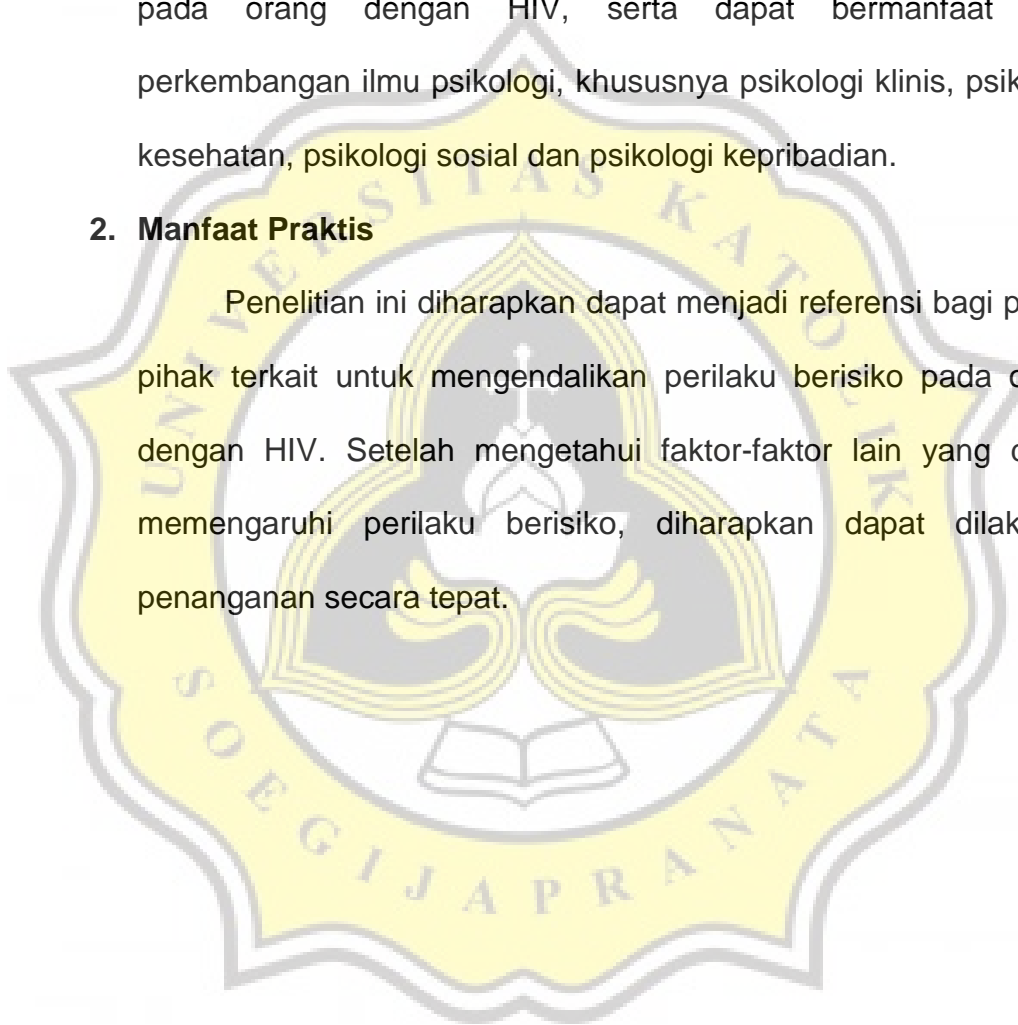 pada orang dengan HIV, serta dapat bermanfaat
perkembangan ilmu psikologi, khususnya psikologi klinis,
kesehatan, psikologi sosial dan psikologi kepribadian.
2. Manfaat Praktis
Penelitian ini diharapkan dapat menjadi referensi bagi
pihak terkait untuk mengendalikan perilaku berisiko pada
dengan HIV. Setelah mengetahui faktor-faktor lain yang
memengaruhi perilaku berisiko, diharapkan dapat
penanganan secara tepat.
UNIVERSITAS KATOLIK
SOEGIJAPRANATA